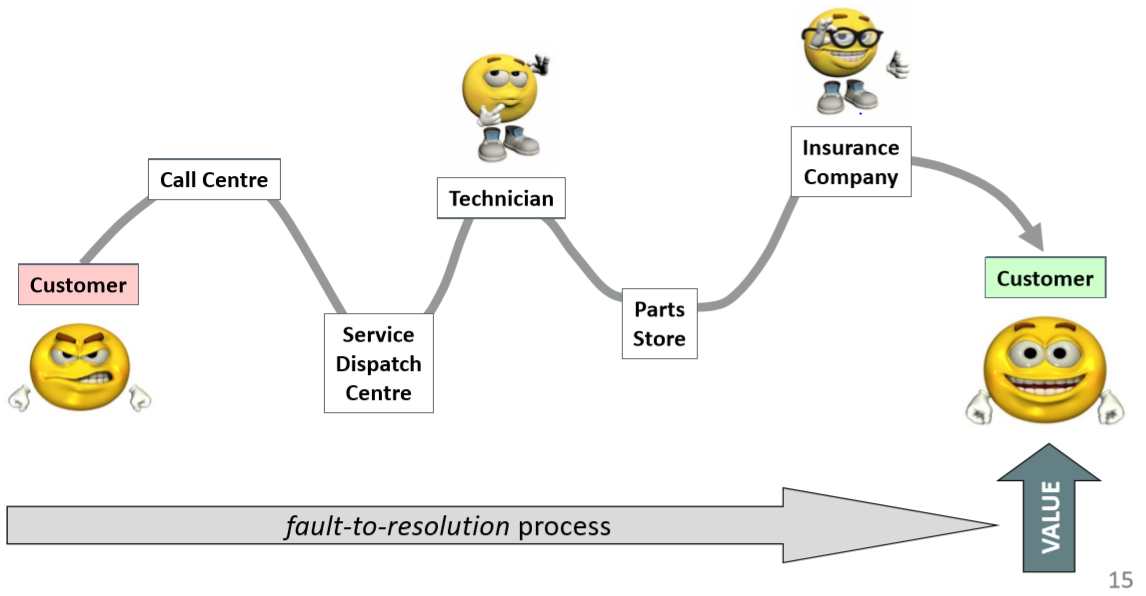 Customer
Call Centre
Service
Dispatch
Centre
Technician
Parts
Store
Insurance
Company
Customer
VALUE
fault-to-resolution process
15